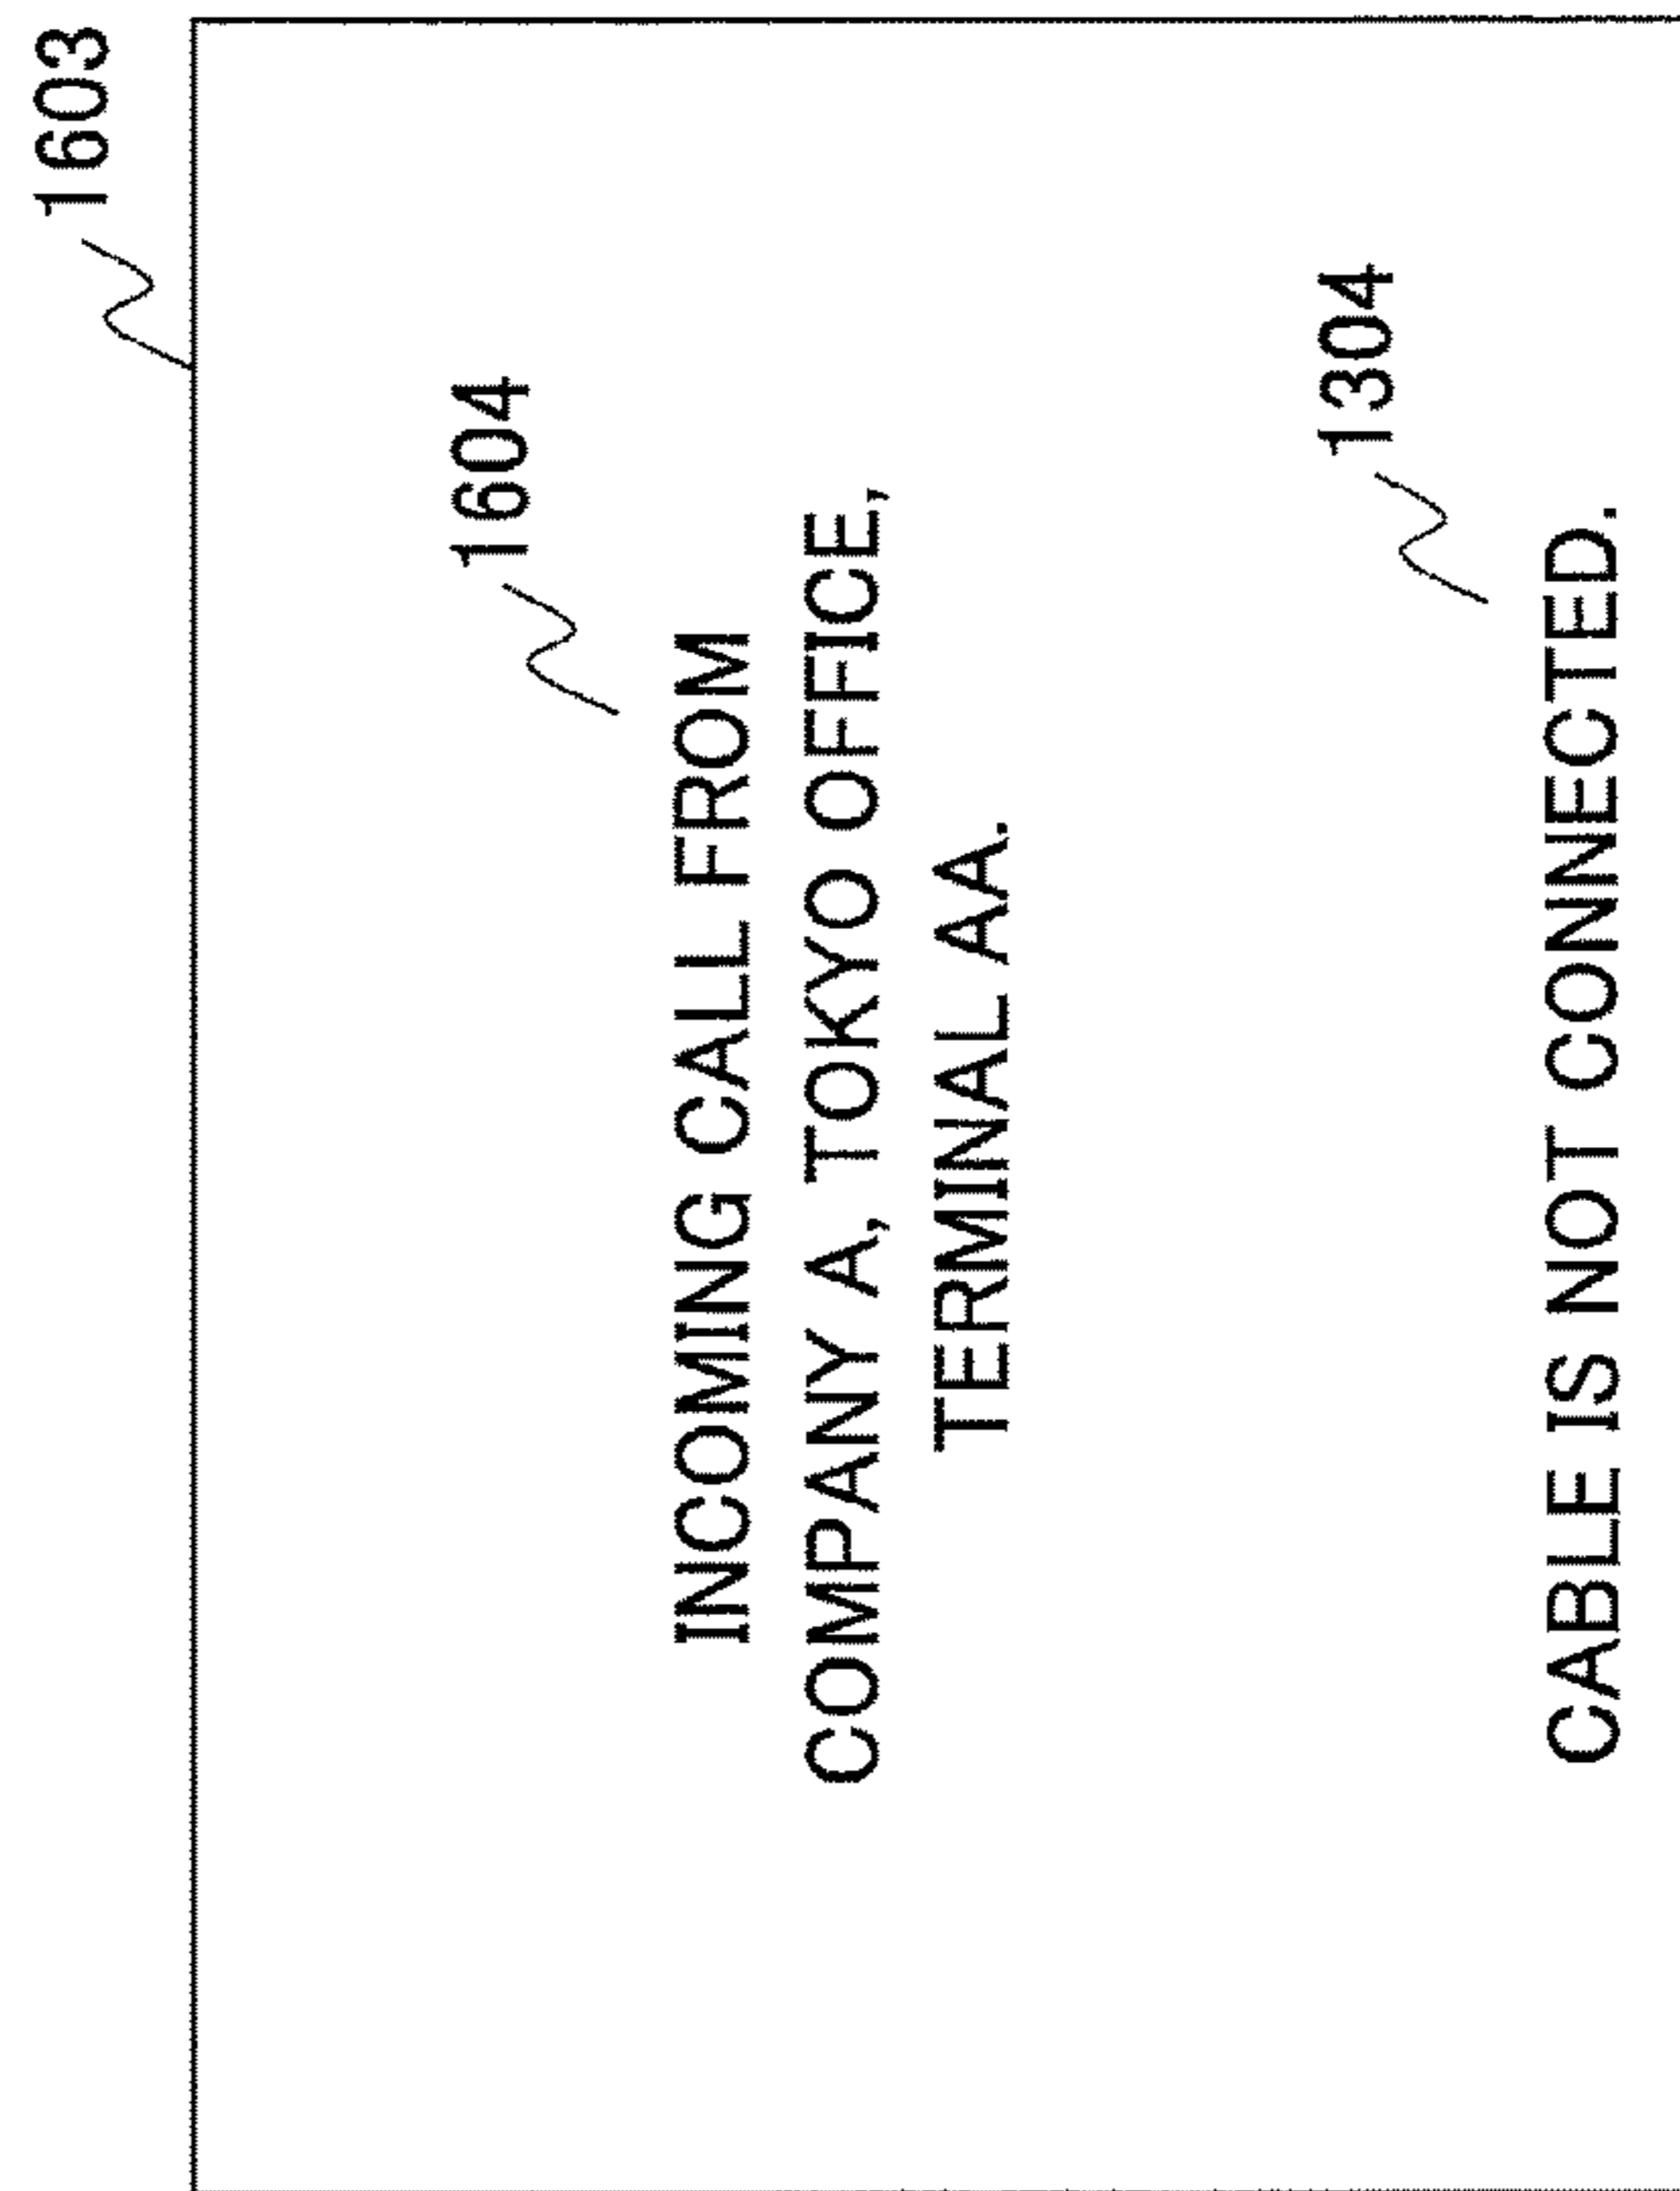 1603
1604
INCOMING CALL FROM
COMPANY A, TOKYO OFFICE,
TERMINAL AA.
1304
CABLE IS NOT CONNECTED.